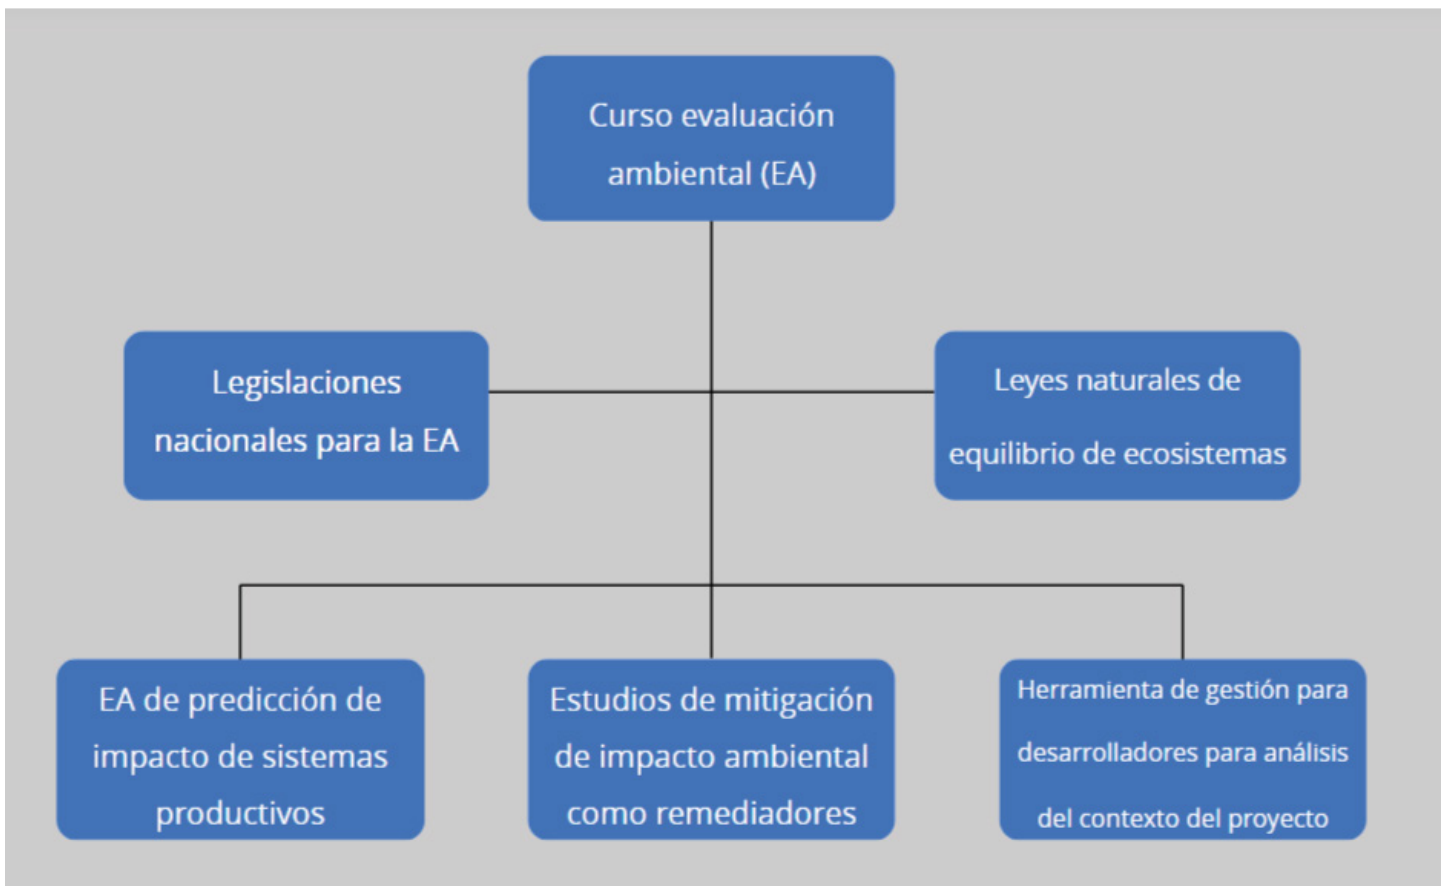 Curso evaluación
ambiental (EA)
Legislaciones
nacionales para la EA
Leyes naturales de
equilibrio de ecosistemas
EA de predicción de
impacto de sistemas
productivos
Estudios de mitigación
de impacto ambiental
como remediadores
Herramienta de gestión para
desarrolladores para análisis
del contexto del proyecto